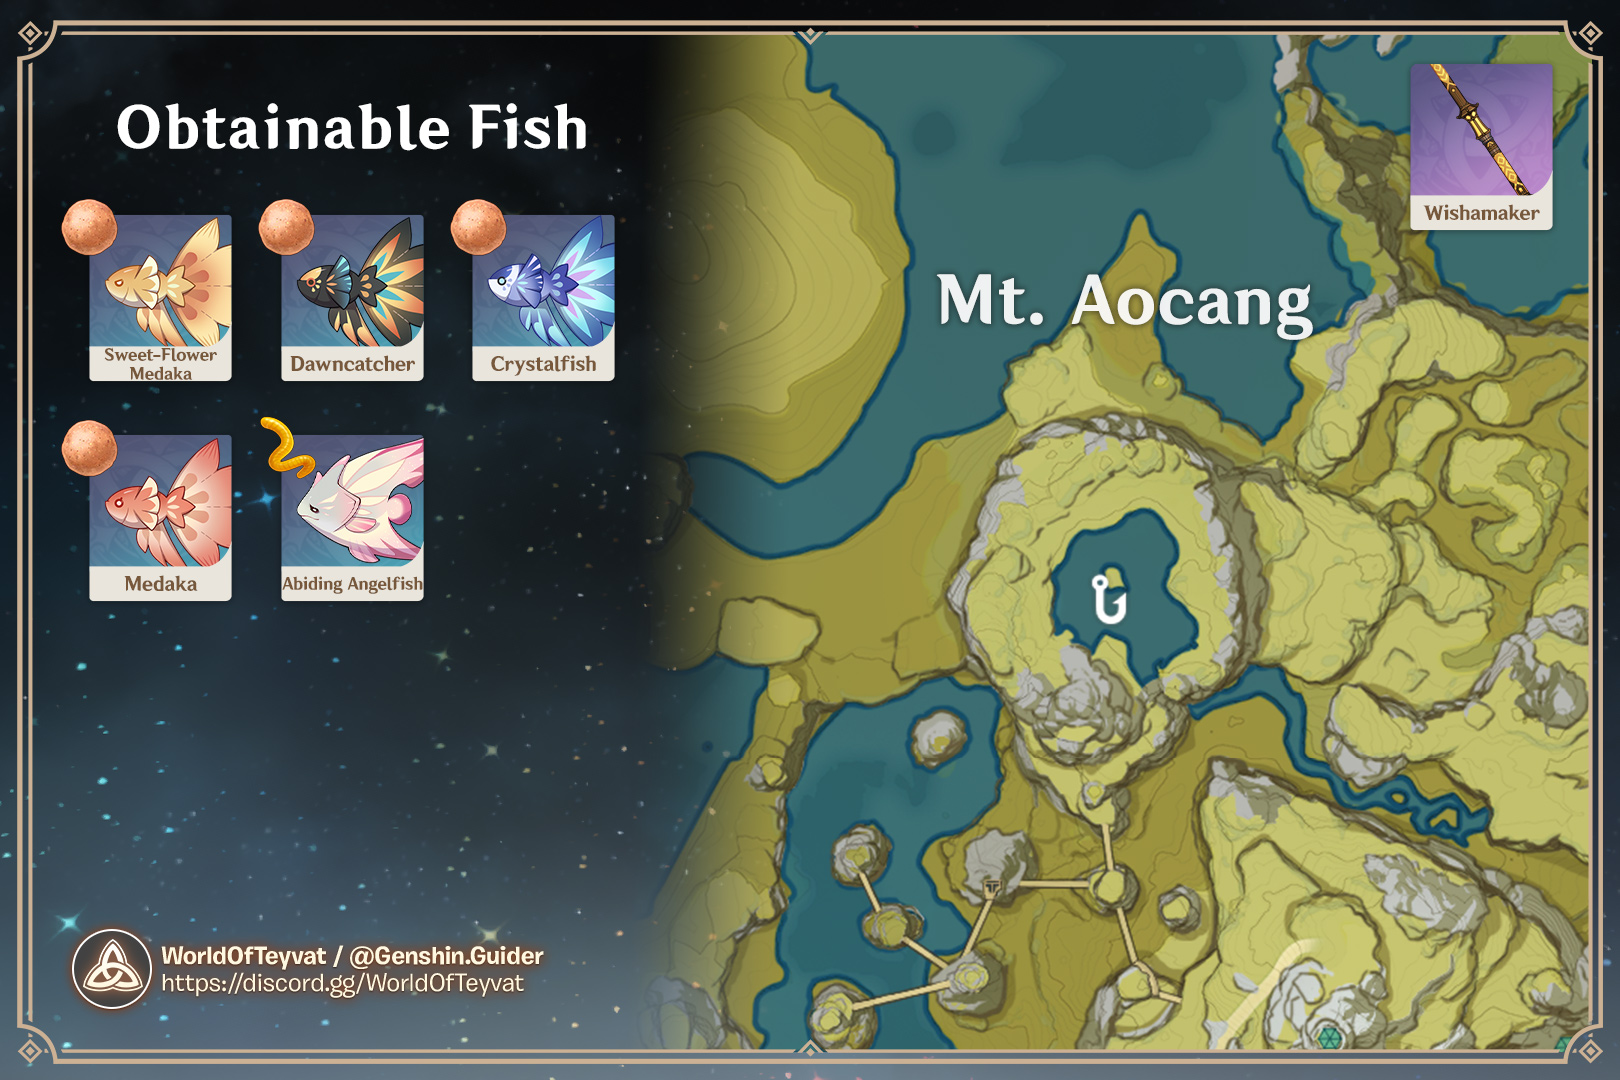 Obtainable Fish
Sweet-Flower
Medaka
Dawncatcher
Crystalfish
Medaka
Abiding Angelfish
Mt. Aocang
Wishamaker
WorldOfTeyvat / @Genshin.Guider
https://discord.gg/WorldOfTeyvat